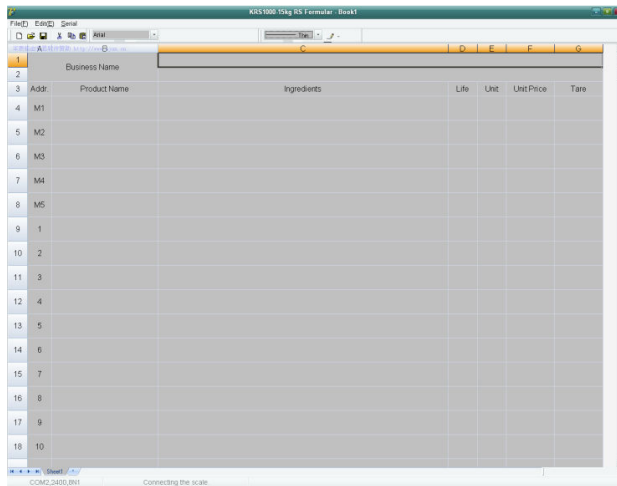 KRS1000 15kg RS Formular - Book1
File(F) Edit(E) Serial
Arial Thin
A B C D E F G
1 Business Name
2
3 Addr. Product Name Ingredients Life Unit Unit Price Tare
4 M1
5 M2
6 M3
7 M4
8 M5
9 1
10 2
11 3
12 4
13 5
14 6
15 7
16 8
17 9
18 10
Sheet1
COM2,2400,8N1 Connecting the scale...